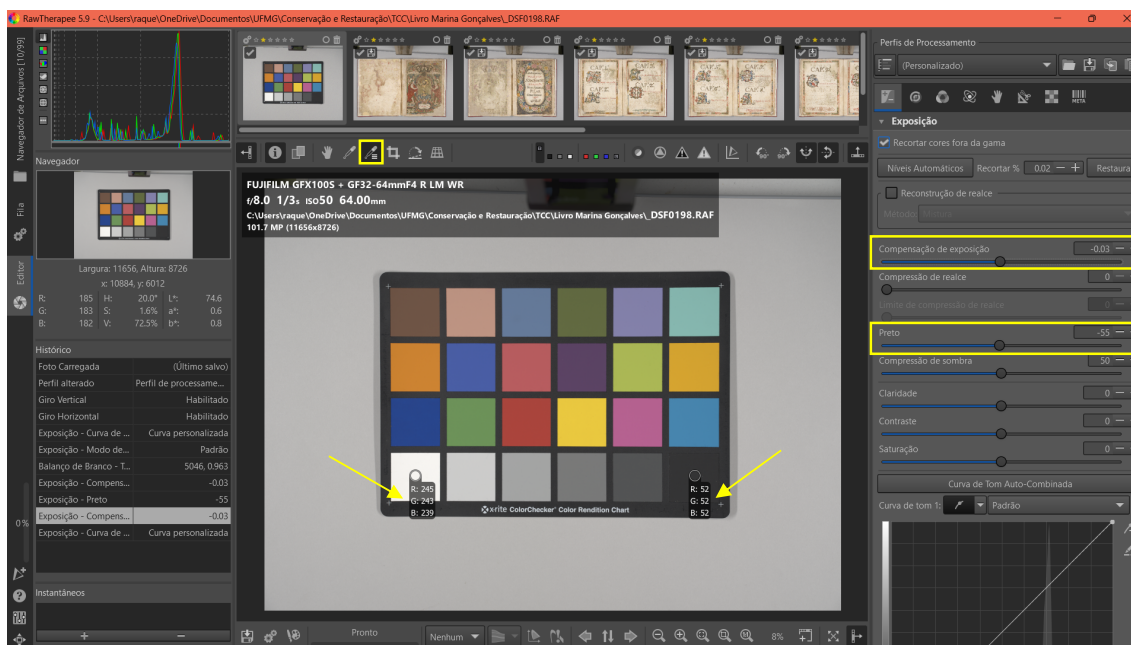 RawTherapee 5.9 - C:\Users\raque\OneDrive\Documentos\UFMG\Conservação e Restauração\TCC\Livro Marina Gonçalves\_DSF0198.RAF
Navegador de Arquivos [10/99]
Fila
Editor
0%
Navegador
Largura: 11656, Altura: 8726
x: 10884, y: 6012
R: 185 H: 20.0° L*: 74.6
G: 183 S: 1.6% a*: 0.6
B: 182 V: 72.5% b*: 0.8
Histórico
Foto Carregada (Último salvo)
Perfil alterado Perfil de processame...
Giro Vertical Habilitado
Giro Horizontal Habilitado
Exposição - Curva de ... Curva personalizada
Exposição - Modo de... Padrão
Balanço de Branco - T... 5046, 0.963
Exposição - Compens... -0.03
Exposição - Preto -55
Exposição - Compens... -0.03
Exposição - Curva de ... Curva personalizada
Instantâneos
+ −
FUJIFILM GFX100S + GF32-64mmF4 R LM WR
f/8.0 1/3s ISO50 64.00mm
C:\Users\raque\OneDrive\Documentos\UFMG\Conservação e Restauração\TCC\Livro Marina Gonçalves\_DSF0198.RAF
101.7 MP (11656x8726)
R: 245
G: 243
B: 239
R: 52
G: 52
B: 52
xrite ColorChecker® Color Rendition Chart
Pronto
Nenhum
8%
Perfis de Processamento
(Personalizado)
META
Exposição
Recortar cores fora da gama
Níveis Automáticos Recortar % 0.02 − + Restaura
Reconstrução de realce
Método:
Compensação de exposição -0.03 −
Compressão de realce 0 −
Limite de compressão de realce 0 −
Preto -55 −
Compressão de sombra 50 −
Claridade 0 −
Contraste 0 −
Saturação 0 −
Curva de Tom Auto-Combinada
Curva de tom 1: Padrão